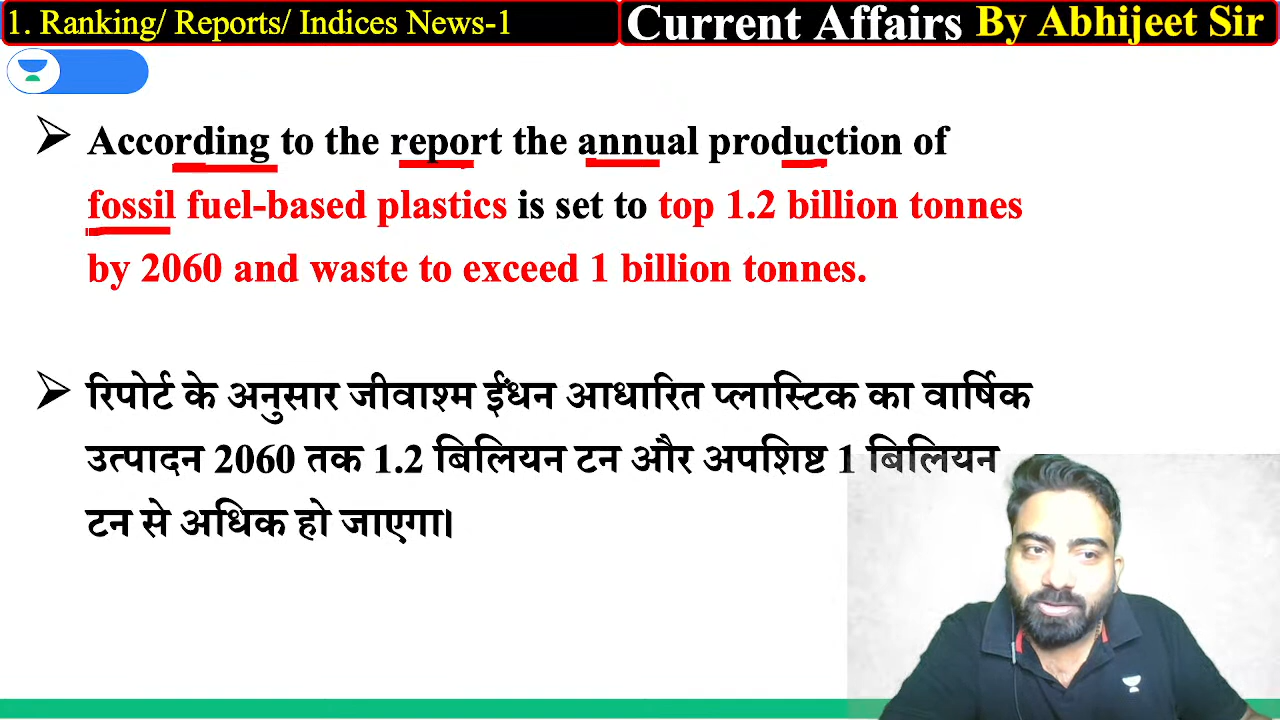 1. Ranking/ Reports/ Indices News-1
Current Affairs By Abhijeet Sir
According to the report the annual production of
fossil fuel-based plastics is set to top 1.2 billion tonnes
by 2060 and waste to exceed 1 billion tonnes.
रिपोर्ट के अनुसार जीवाश्म ईंधन आधारित प्लास्टिक का वार्षिक
उत्पादन 2060 तक 1.2 बिलियन टन और अपशिष्ट 1 बिलियन
टन से अधिक हो जाएगा।